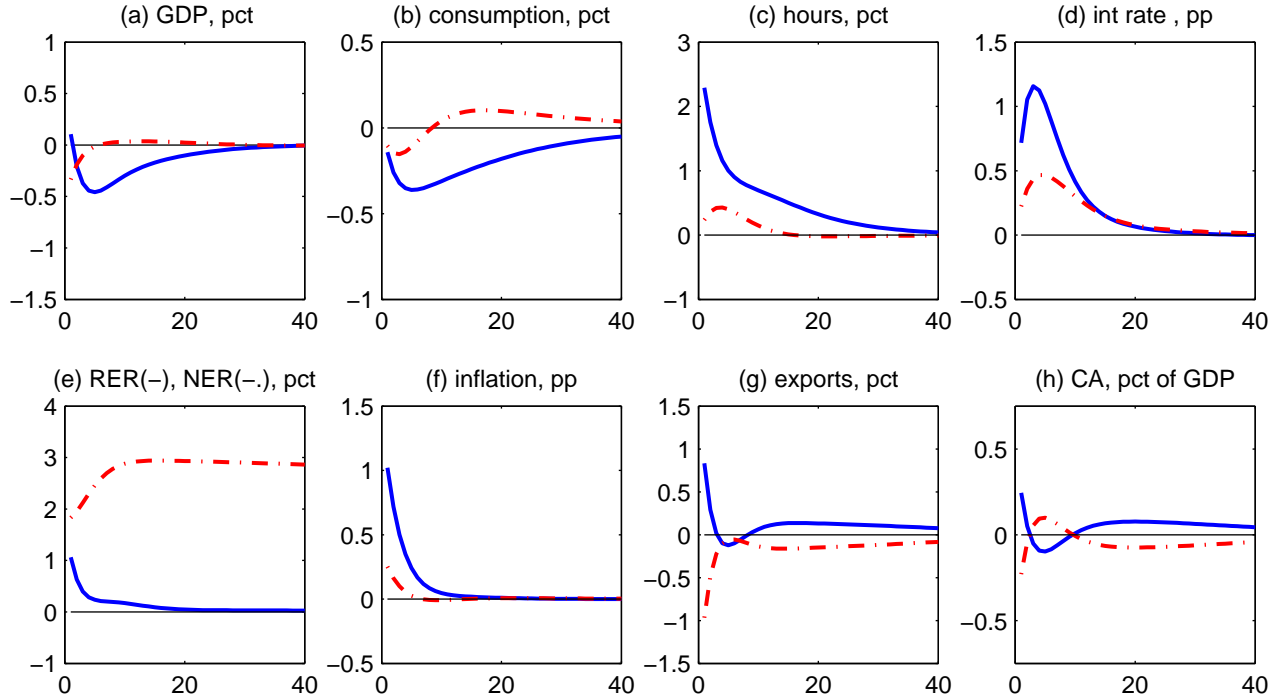 (a) GDP, pct
(b) consumption, pct
(c) hours, pct
(d) int rate , pp
1
0.5
0
−0.5
−1
−1.5
0 20 40
0.5
0
−0.5
−1
0 20 40
3
2
1
0
−1
0 20 40
1.5
1
0.5
0
−0.5
0 20 40
(e) RER(−), NER(−.), pct
(f) inflation, pp
(g) exports, pct
(h) CA, pct of GDP
4
3
2
1
0
−1
0 20 40
1.5
1
0.5
0
−0.5
0 20 40
1.5
1
0.5
0
−0.5
−1
−1.5
0 20 40
0.5
0
−0.5
0 20 40